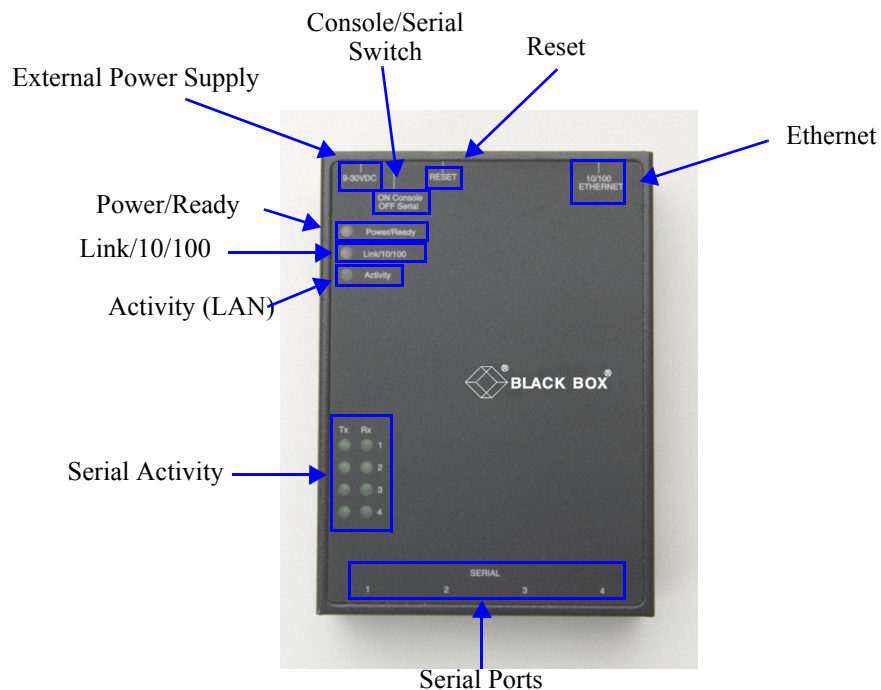 Console/Serial
Switch
Reset
External Power Supply
Ethernet
9-30VDC
RESET
10/100
ETHERNET
ON Console
OFF Serial
Power/Ready
Power/Ready
Link/10/100
Link/10/100
Activity (LAN)
Activity
® BLACK BOX®
Tx Rx
1
2
3
4
Serial Activity
SERIAL
1 2 3 4
Serial Ports